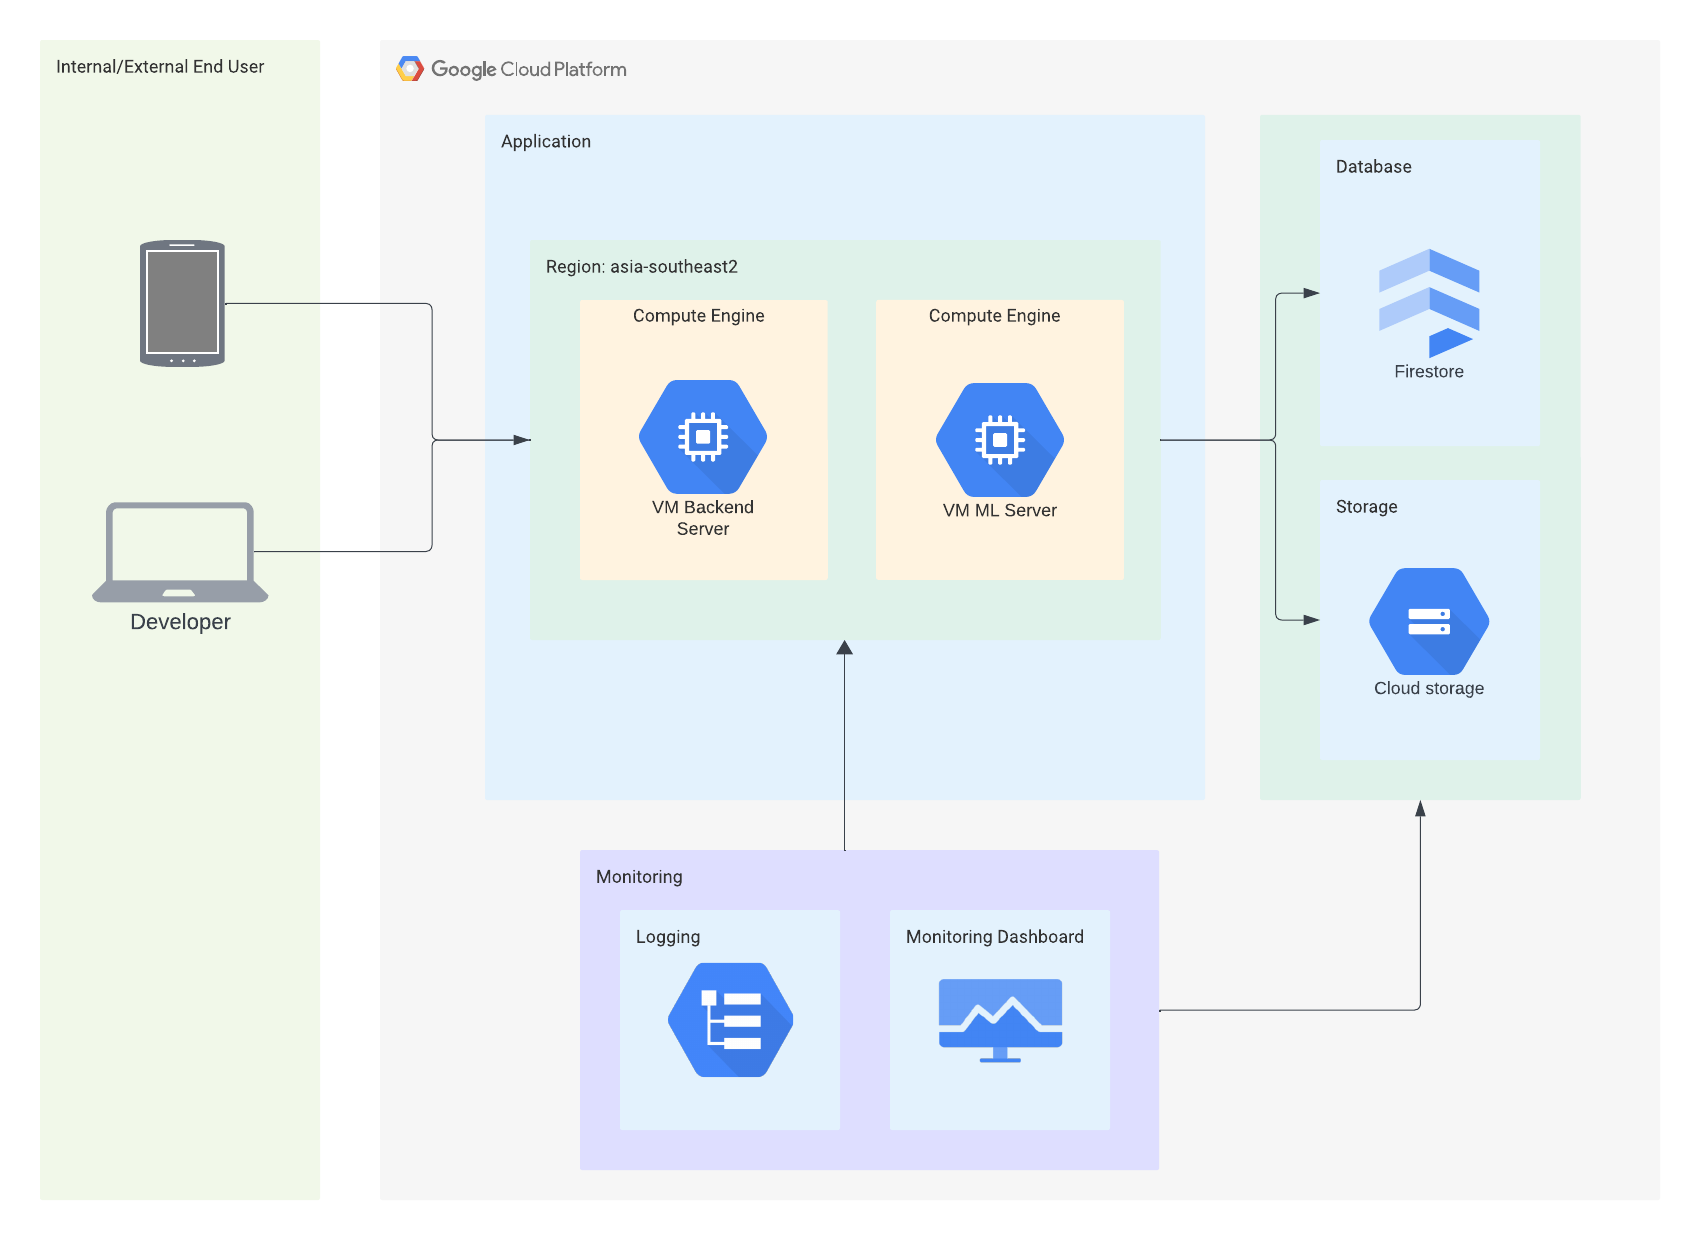 Internal/External End User
Developer
Google Cloud Platform
Application
Region: asia-southeast2
Compute Engine
VM Backend
Server
Compute Engine
VM ML Server
Database
Firestore
Storage
Cloud storage
Monitoring
Logging
Monitoring Dashboard